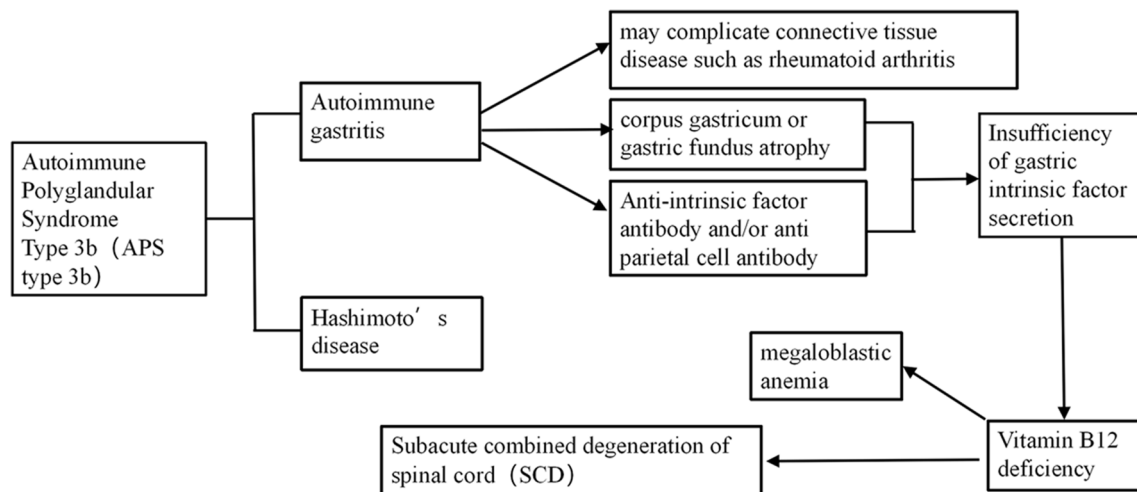 may complicate connective tissue
disease such as rheumatoid arthritis
Autoimmune
gastritis
corpus gastricum or
gastric fundus atrophy
Insufficiency
of gastric
intrinsic factor
secretion
Autoimmune
Polyglandular
Syndrome
Type 3b（APS
type 3b）
Anti-intrinsic factor
antibody and/or anti
parietal cell antibody
Hashimoto′ s
disease
megaloblastic
anemia
Subacute combined degeneration of
spinal cord（SCD）
Vitamin B12
deficiency